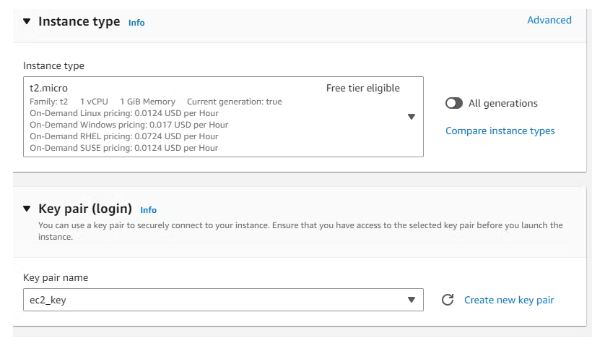 Instance type Info Advanced
Instance type
t2.micro Free tier eligible
Family: t2 1 vCPU 1 GiB Memory Current generation: true
On-Demand Linux pricing: 0.0124 USD per Hour
On-Demand Windows pricing: 0.017 USD per Hour
On-Demand RHEL pricing: 0.0724 USD per Hour
On-Demand SUSE pricing: 0.0124 USD per Hour
All generations
Compare instance types
Key pair (login) Info
You can use a key pair to securely connect to your instance. Ensure that you have access to the selected key pair before you launch the
instance.
Key pair name
ec2_key
Create new key pair